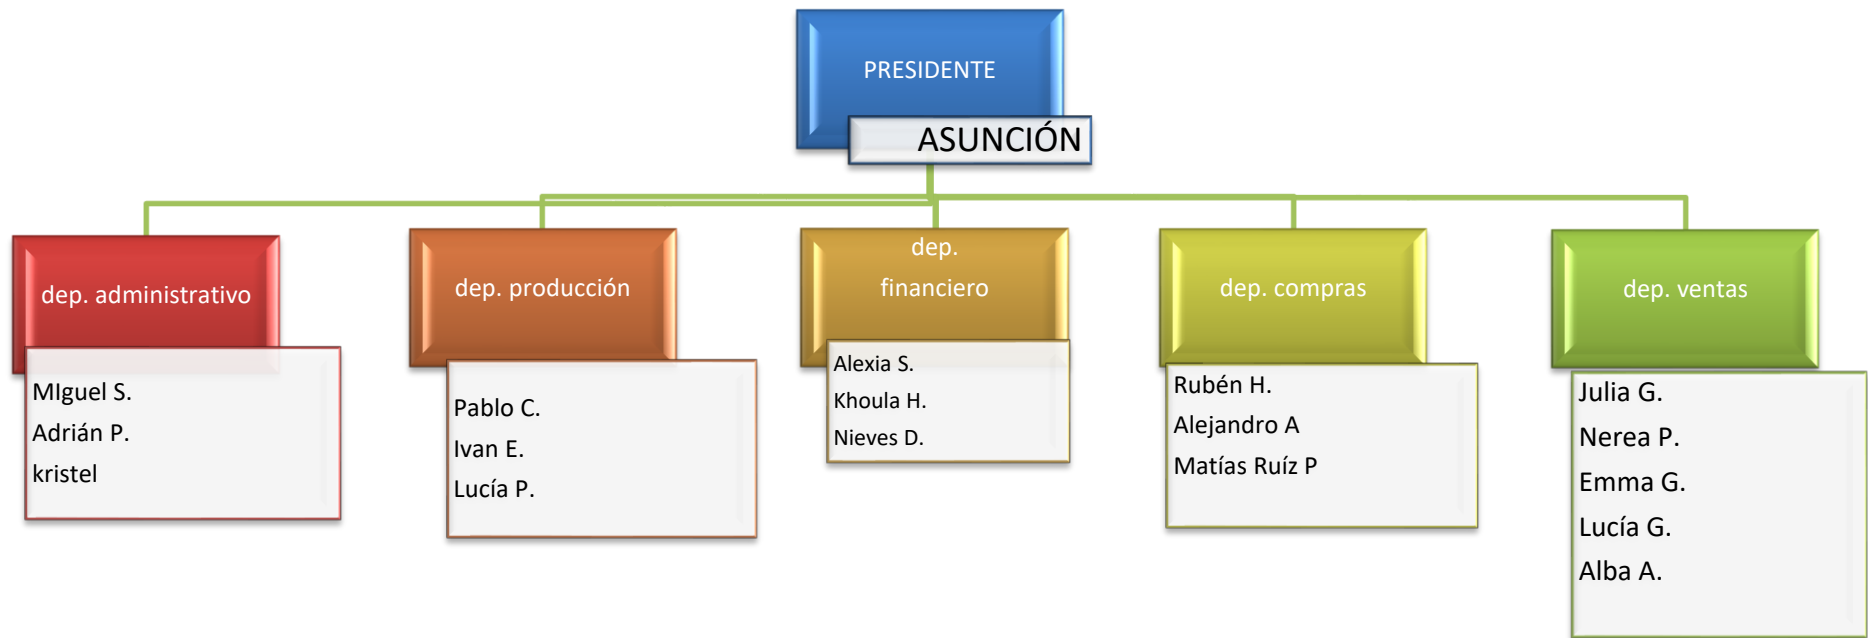 PRESIDENTE
ASUNCIÓN
dep. administrativo
MIguel S.
Adrián P.
kristel
dep. producción
Pablo C.
Ivan E.
Lucía P.
dep.
financiero
Alexia S.
Khoula H.
Nieves D.
dep. compras
Rubén H.
Alejandro A
Matías Ruíz P
dep. ventas
Julia G.
Nerea P.
Emma G.
Lucía G.
Alba A.